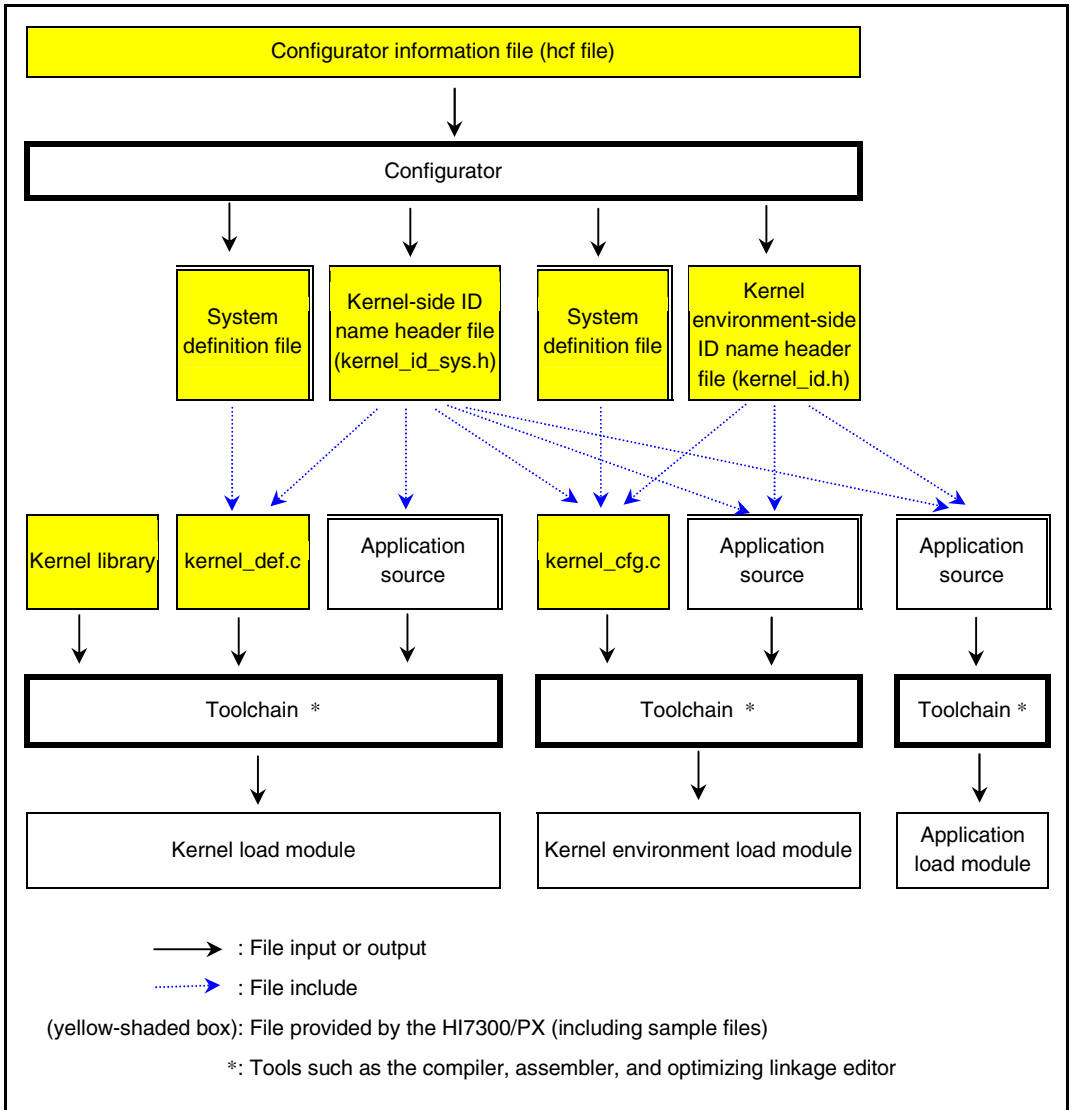 Configurator information file (hcf file)
Configurator
System
definition file
Kernel-side ID
name header file
(kernel_id_sys.h)
System
definition file
Kernel
environment-side
ID name header
file (kernel_id.h)
Kernel library
kernel_def.c
Application
source
kernel_cfg.c
Application
source
Application
source
Toolchain *
Toolchain *
Toolchain *
Kernel load module
Kernel environment load module
Application
load module
: File input or output
: File include
(yellow-shaded box): File provided by the HI7300/PX (including sample files)
*: Tools such as the compiler, assembler, and optimizing linkage editor